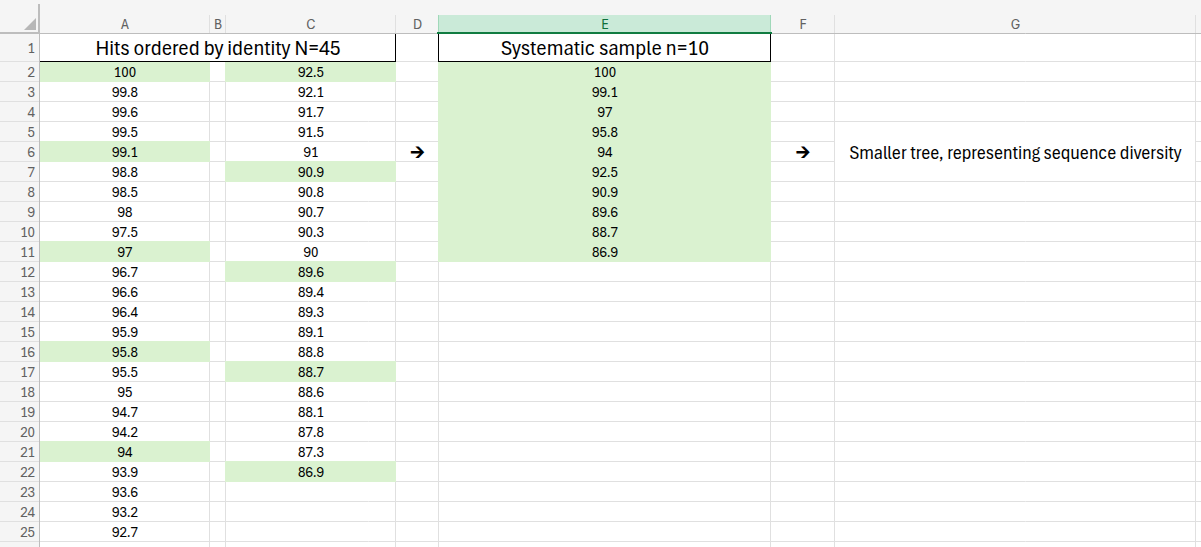 A B C D E F G
1 Hits ordered by identity N=45 Systematic sample n=10
2 100 92.5 100
3 99.8 92.1 99.1
4 99.6 91.7 97
5 99.5 91.5 95.8
6 99.1 91 → 94 → Smaller tree, representing sequence diversity
7 98.8 90.9 92.5
8 98.5 90.8 90.9
9 98 90.7 89.6
10 97.5 90.3 88.7
11 97 90 86.9
12 96.7 89.6
13 96.6 89.4
14 96.4 89.3
15 95.9 89.1
16 95.8 88.8
17 95.5 88.7
18 95 88.6
19 94.7 88.1
20 94.2 87.8
21 94 87.3
22 93.9 86.9
23 93.6
24 93.2
25 92.7